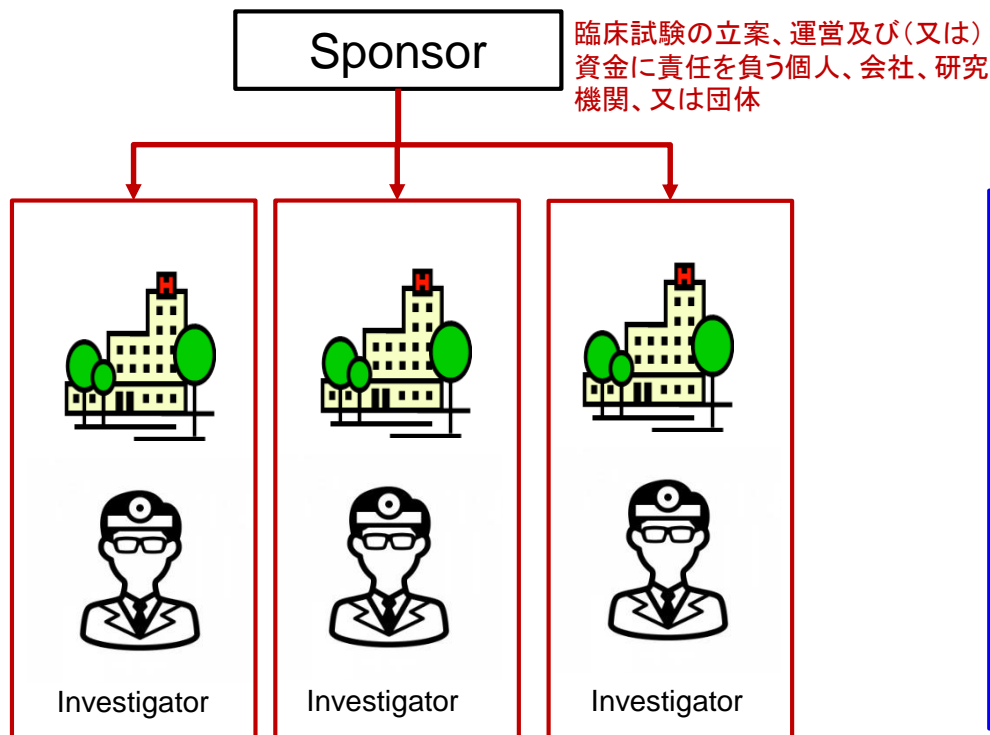 Sponsor
臨床試験の立案、運営及び（又は）
資金に責任を負う個人、会社、研究
機関、又は団体
H
H
H
Investigator
Investigator
Investigator